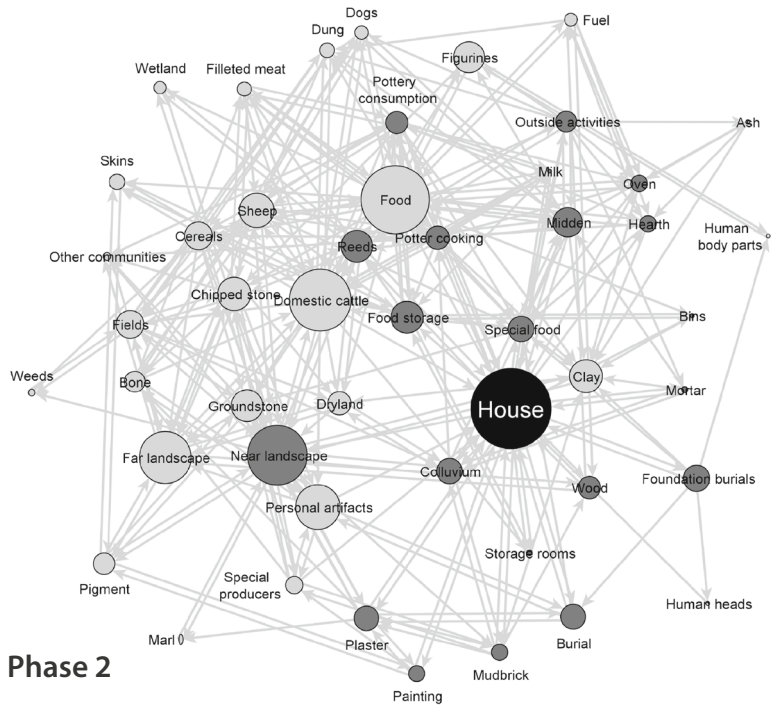 Dogs
Dung
Fuel
Figurines
Wetland
Filleted meat
Pottery
consumption
Outside activities
Ash
Skins
Milk
Oven
Food
Sheep
Cereals
Reeds
Potter cooking
Midden
Hearth
Human
body parts
Other communities
Chipped stone
Domestic cattle
Food storage
Special food
Bins
Fields
Weeds
Bone
Groundstone
Dryland
Clay
Mortar
House
Far landscape
Near landscape
Colluvium
Wood
Foundation burials
Personal artifacts
Storage rooms
Pigment
Special
producers
Human heads
Marl
Plaster
Burial
Mudbrick
Painting
Phase 2